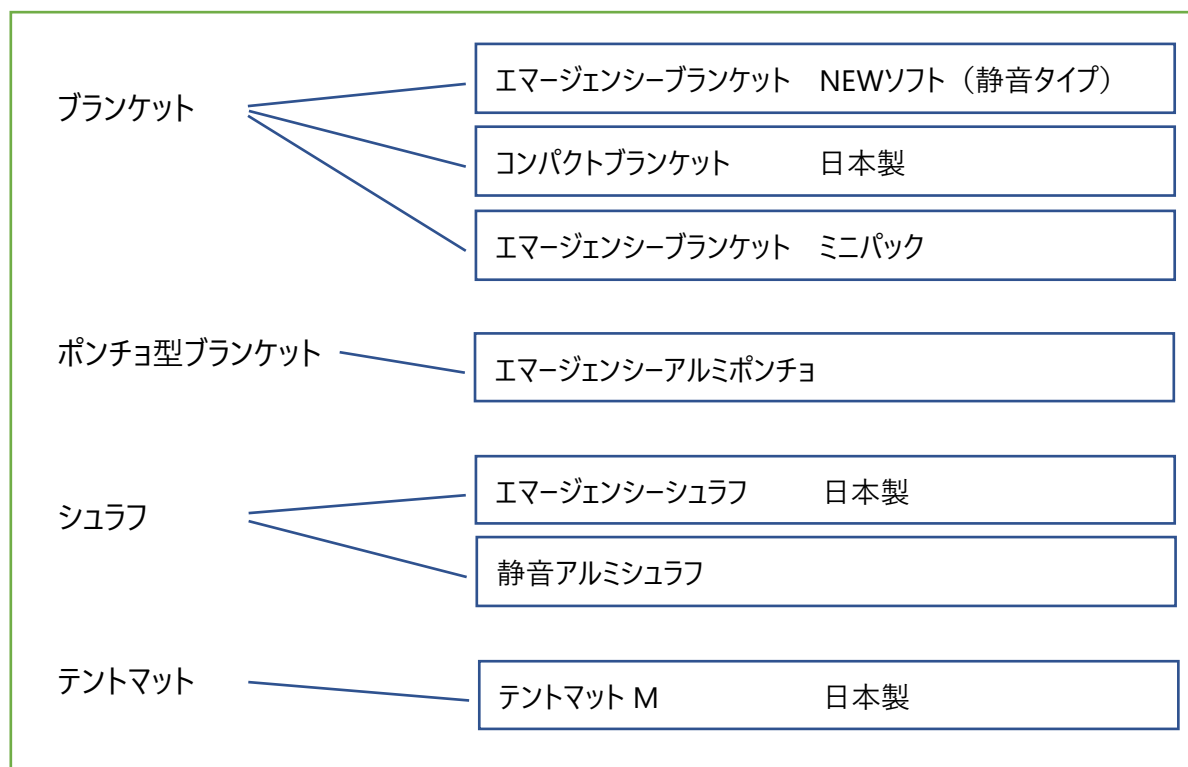 ブランケット
エマージェンシーブランケット　NEWソフト（静音タイプ）
コンパクトブランケット　　　日本製
エマージェンシーブランケット　ミニパック
ポンチョ型ブランケット
エマージェンシーアルミポンチョ
シュラフ
エマージェンシーシュラフ　　　日本製
静音アルミシュラフ
テントマット
テントマット M　　　日本製